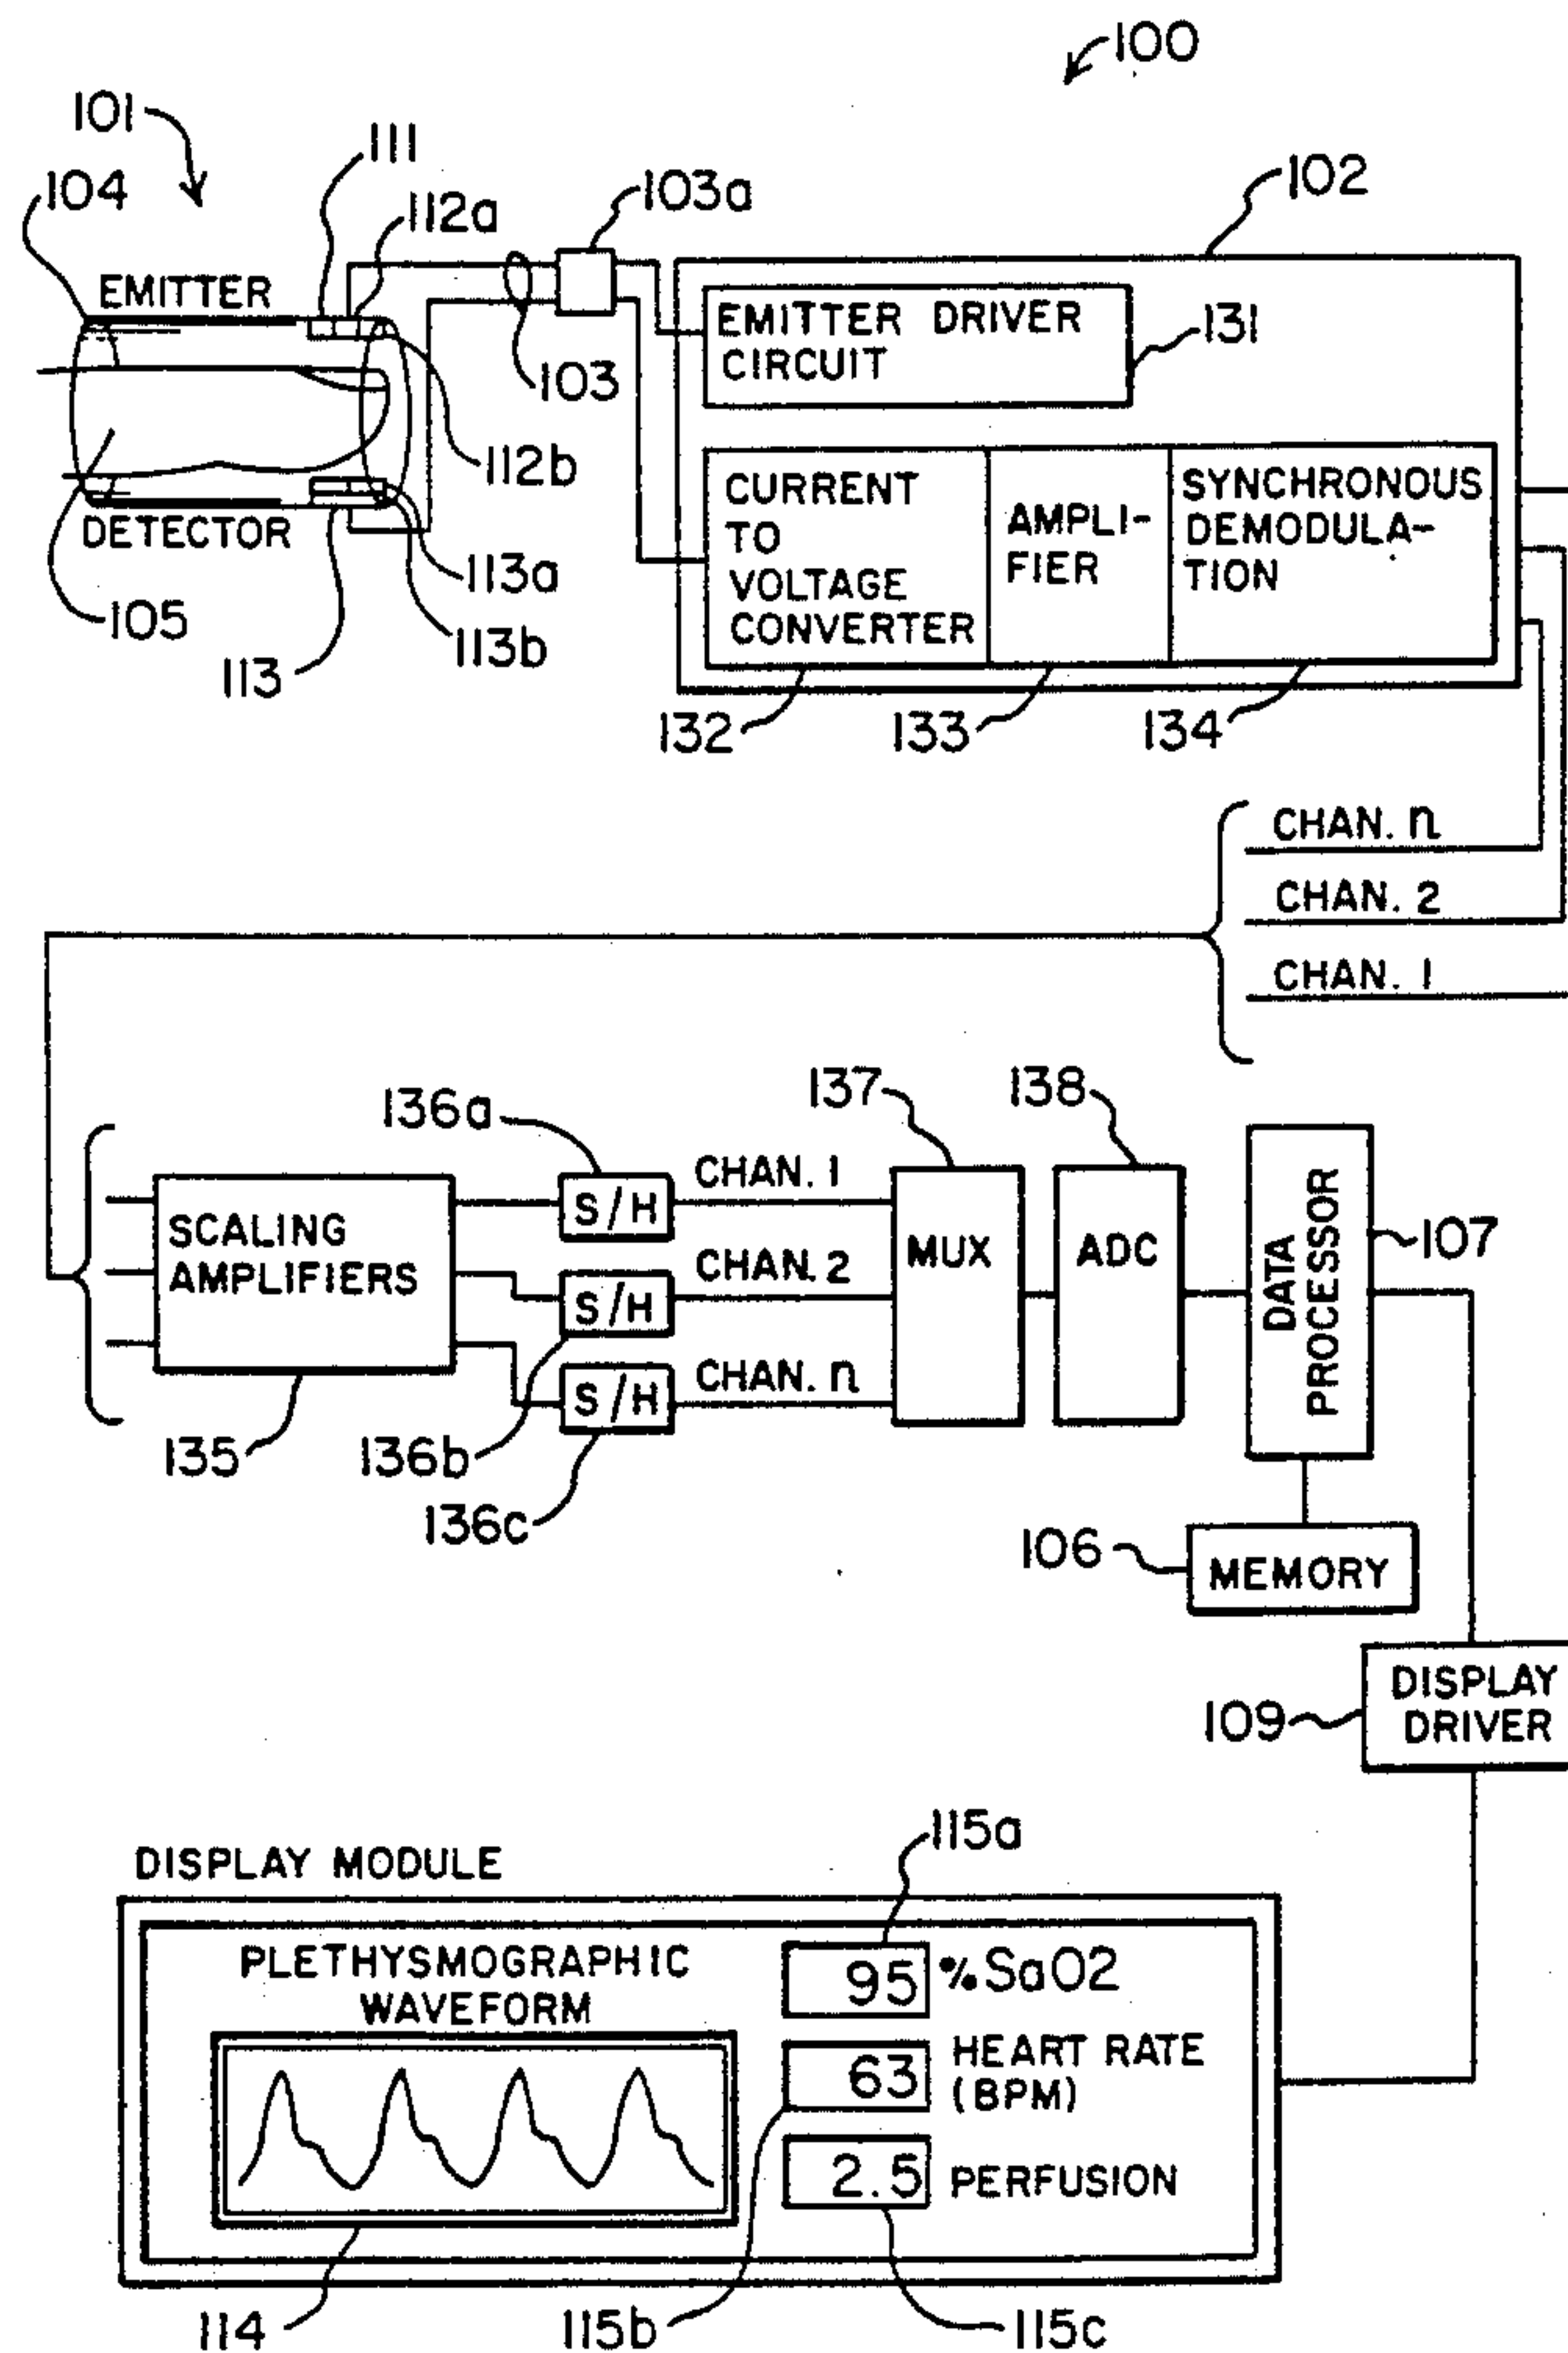 100
101
111
104
112a
103a
102
EMITTER
EMITTER DRIVER
CIRCUIT
131
103
112b
DETECTOR
CURRENT
TO
VOLTAGE
CONVERTER
AMPLI-
FIER
SYNCHRONOUS
DEMODULA-
TION
113a
105
113b
113
132
133
134
CHAN. n
CHAN. 2
CHAN. 1
137
138
136a
SCALING
AMPLIFIERS
S/H
CHAN. 1
S/H
CHAN. 2
S/H
CHAN. n
MUX
ADC
DATA
PROCESSOR
107
135
136b
136c
106
MEMORY
109
DISPLAY
DRIVER
115a
DISPLAY MODULE
PLETHYSMOGRAPHIC
WAVEFORM
95 %SaO2
63 HEART RATE
(BPM)
2.5 PERFUSION
114
115b
115c